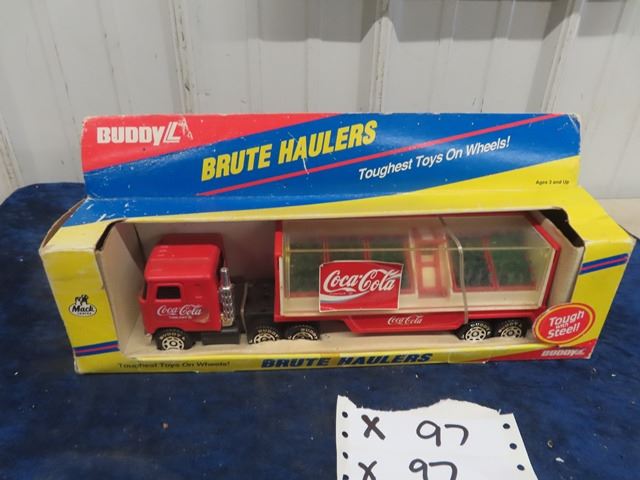 BUDDY L
BRUTE HAULERS
Toughest Toys On Wheels!
Ages 3 and Up
Coca-Cola
Coca-Cola
Coca-Cola
Mack
Tough with Steel!
Toughest Toys On Wheels!
BRUTE HAULERS
BUDDY L
X 97
X 97